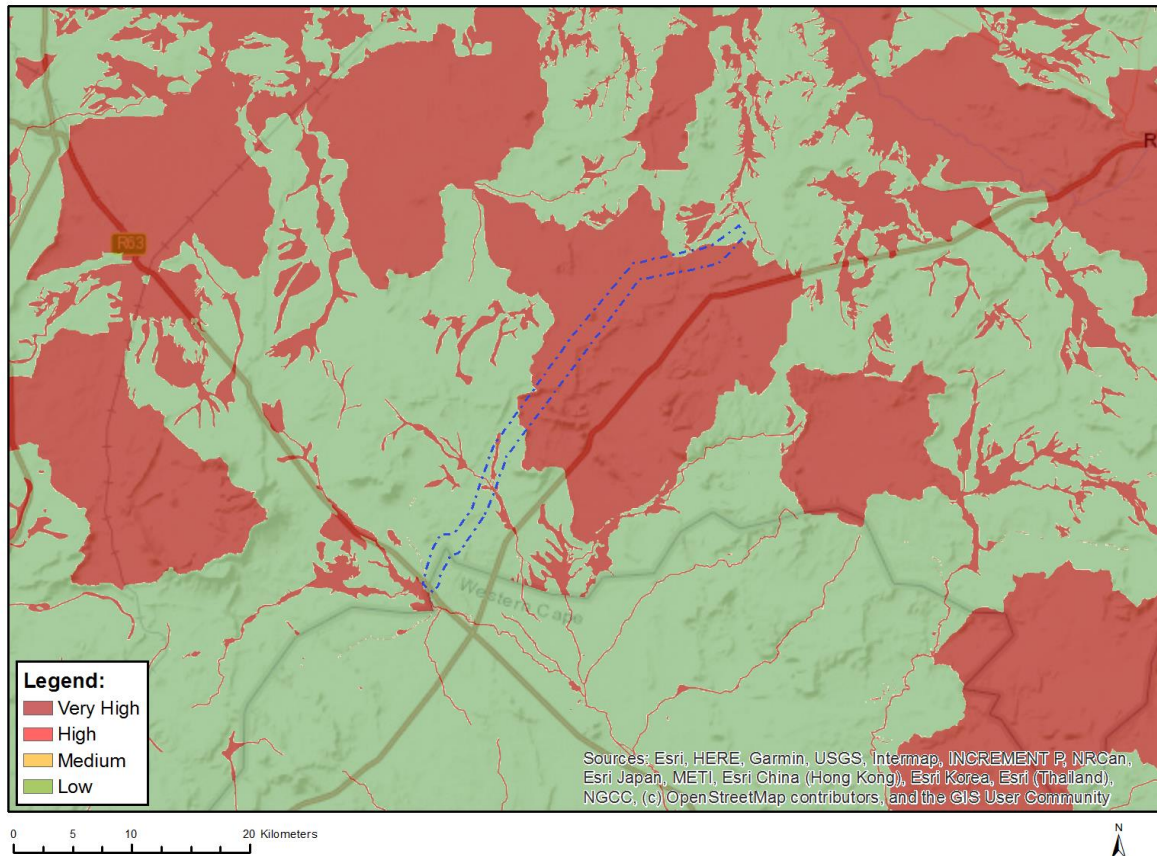 R
R63
Western Cape
Legend:
Very High
High
Medium
Low
Sources: Esri, HERE, Garmin, USGS, Intermap, INCREMENT P, NRCan,
Esri Japan, METI, Esri China (Hong Kong), Esri Korea, Esri (Thailand),
NGCC, (c) OpenStreetMap contributors, and the GIS User Community
0 5 10 20 Kilometers
N